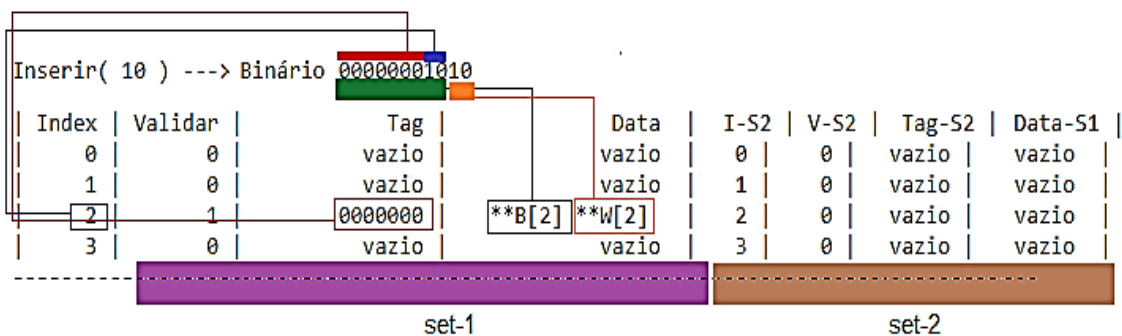 Inserir( 10 ) ---> Binário 00000001010
| Index | Validar | Tag | Data | I-S2 | V-S2 | Tag-S2 | Data-S1 |
| 0 | 0 | vazio | vazio | 0 | 0 | vazio | vazio |
| 1 | 0 | vazio | vazio | 1 | 0 | vazio | vazio |
| 2 | 1 | 0000000 | **B[2] **W[2] | 2 | 0 | vazio | vazio |
| 3 | 0 | vazio | vazio | 3 | 0 | vazio | vazio |
set-1 set-2